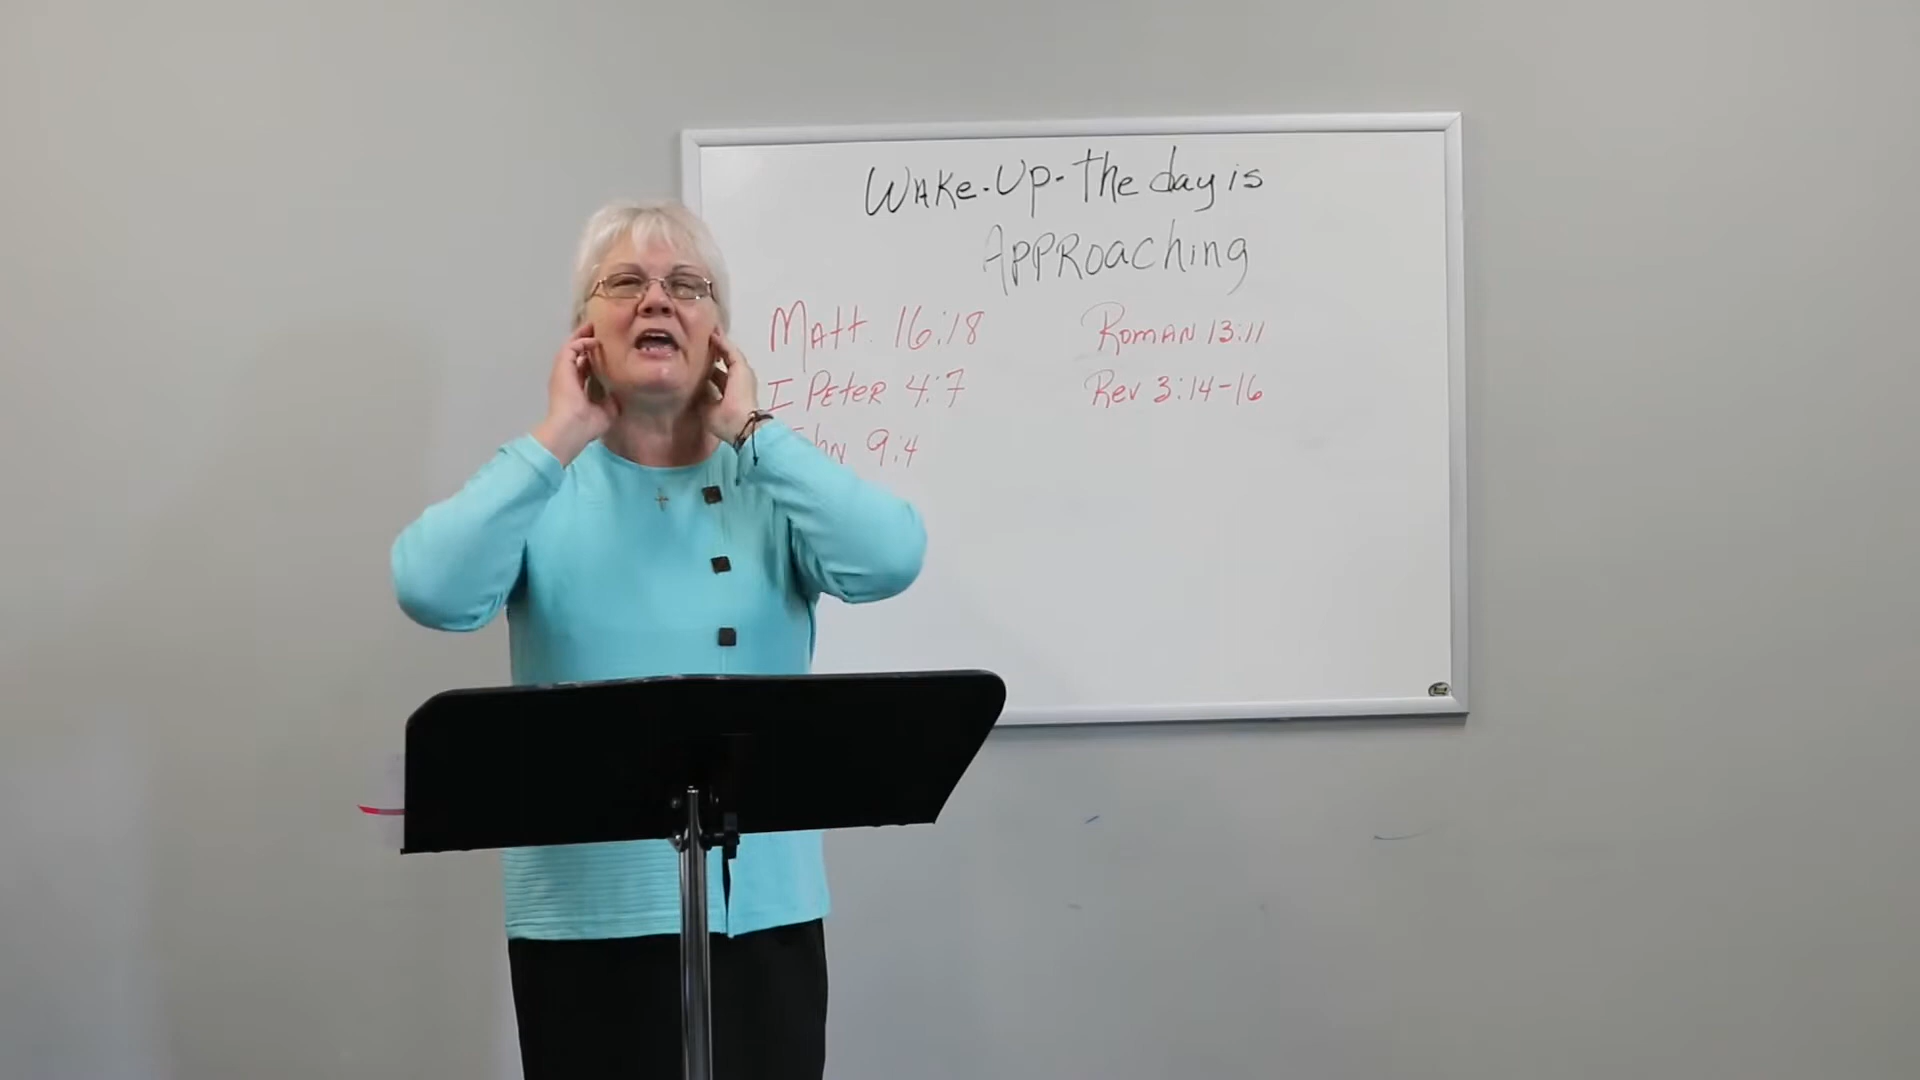 Wake-Up-The day is
Approaching
Matt. 16:18
I Peter 4:7
9:4
Roman 13:11
Rev 3:14-16